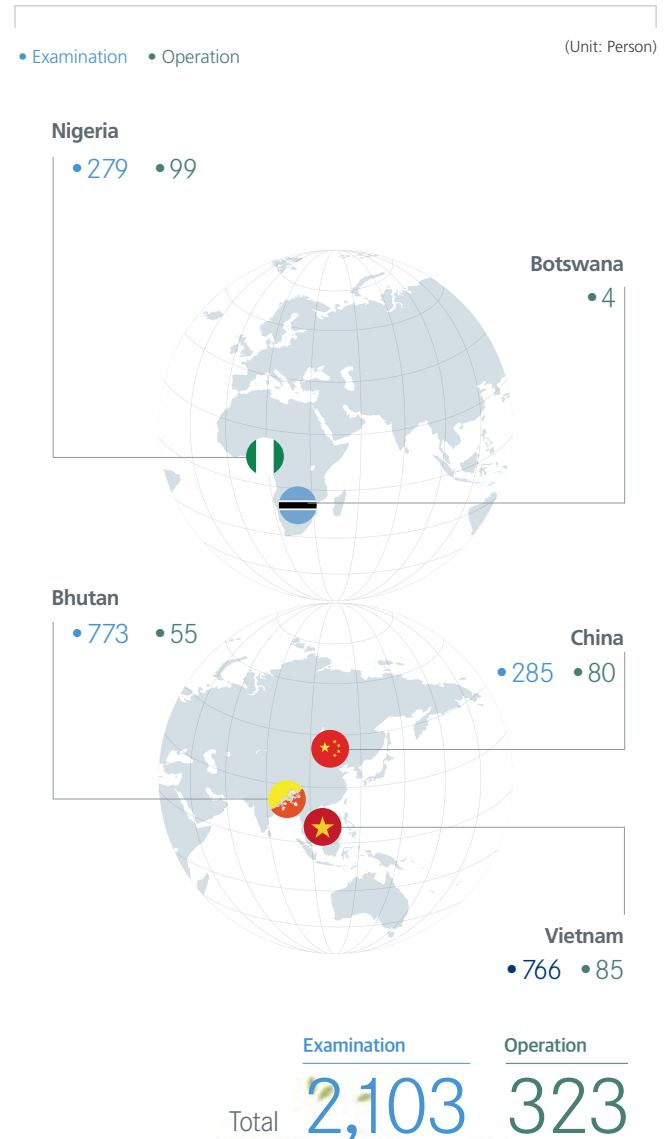 • Examination • Operation
(Unit: Person)
Nigeria
• 279 • 99
Botswana
• 4
Bhutan
• 773 • 55
China
• 285 • 80
Vietnam
• 766 • 85
Examination Operation
Total 2,103 323